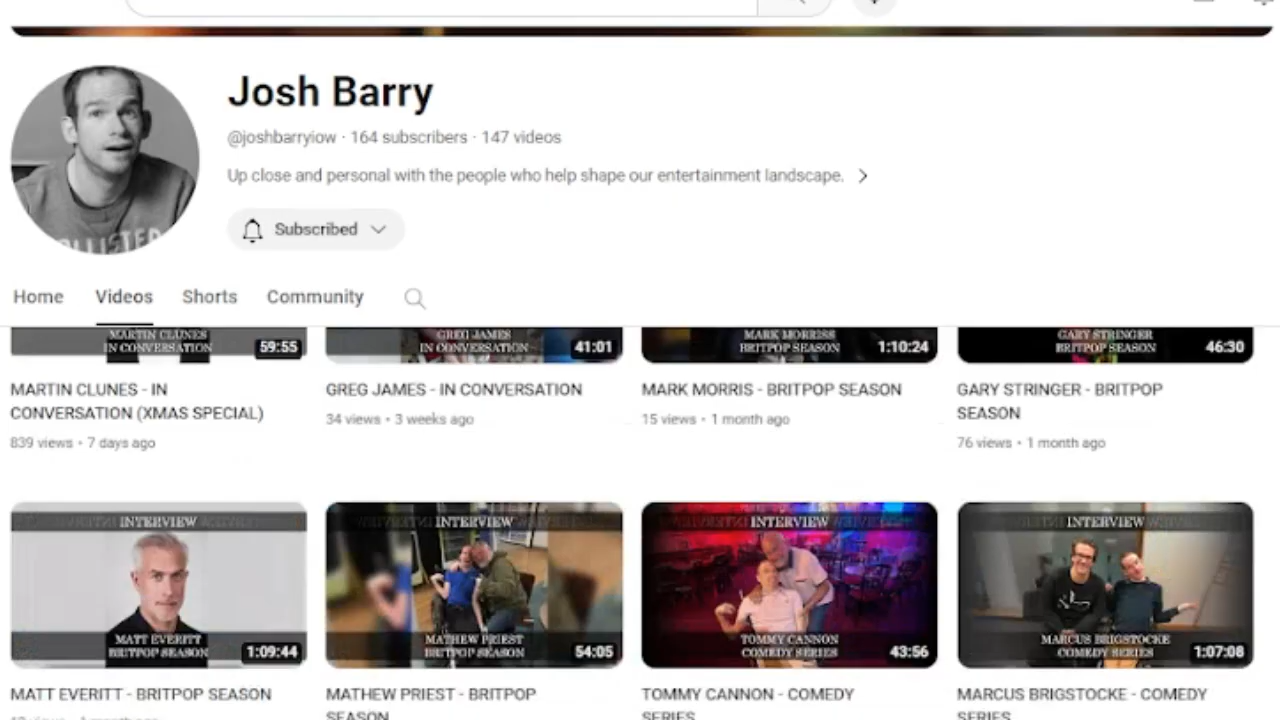 Josh Barry
@joshbarryiow · 164 subscribers · 147 videos
Up close and personal with the people who help shape our entertainment landscape.
Subscribed
Home Videos Shorts Community
MARTIN CLUNES
IN CONVERSATION
59:55
GREG JAMES
IN CONVERSATION
41:01
MARK MORRISS
BRITPOP SEASON
1:10:24
GARY STRINGER
BRITPOP SEASON
46:30
MARTIN CLUNES - IN
CONVERSATION (XMAS SPECIAL)
839 views • 7 days ago
GREG JAMES - IN CONVERSATION
34 views • 3 weeks ago
MARK MORRIS - BRITPOP SEASON
15 views • 1 month ago
GARY STRINGER - BRITPOP
SEASON
76 views • 1 month ago
INTERVIEW
MATT EVERITT
BRITPOP SEASON
1:09:44
INTERVIEW
MATHEW PRIEST
BRITPOP SEASON
54:05
INTERVIEW
TOMMY CANNON
COMEDY SERIES
43:56
INTERVIEW
MARCUS BRIGSTOCKE
COMEDY SERIES
1:07:08
MATT EVERITT - BRITPOP SEASON
MATHEW PRIEST - BRITPOP
SEASON
TOMMY CANNON - COMEDY
SERIES
MARCUS BRIGSTOCKE - COMEDY
SERIES